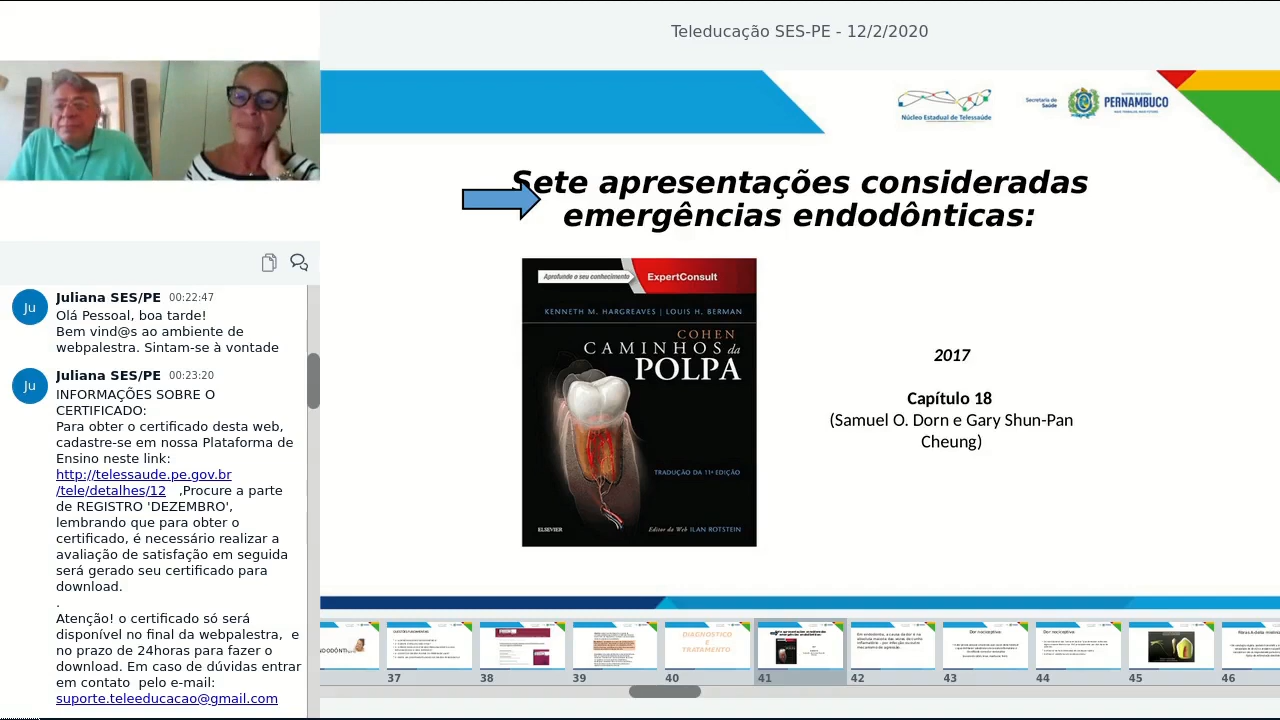 Teleducação SES-PE - 12/2/2020
Núcleo Estadual de Telessaúde
Secretaria de
Saúde
PERNAMBUCO
Sete apresentações consideradas
emergências endodônticas:
Aprofunde o seu conhecimento
ExpertConsult
KENNETH M. HARGREAVES | LOUIS H. BERMAN
COHEN
CAMINHOS da
POLPA
TRADUÇÃO DA 11ª EDIÇÃO
ELSEVIER
Editor da Web ILAN ROTSTEIN
2017
Capítulo 18
(Samuel O. Dorn e Gary Shun-Pan
Cheung)
Ju
Juliana SES/PE 00:22:47
Olá Pessoal, boa tarde!
Bem vind@s ao ambiente de
webpalestra. Sintam-se à vontade
Ju
Juliana SES/PE 00:23:20
INFORMAÇÕES SOBRE O
CERTIFICADO:
Para obter o certificado desta web,
cadastre-se em nossa Plataforma de
Ensino neste link:
http://telessaude.pe.gov.br
/tele/detalhes/12 ,Procure a parte
de REGISTRO 'DEZEMBRO',
lembrando que para obter o
certificado, é necessário realizar a
avaliação de satisfação em seguida
será gerado seu certificado para
download.
.
Atenção! o certificado só será
disponível no final da webpalestra, e
no prazo de 24horas para fazer o
download. Em caso de dúvidas entrar
em contato pelo e-mail:
suporte.teleeducacao@gmail.com
DIAGNÓSTICO
E
TRATAMENTO
Dor nociceptiva:
Dor nociceptiva:
37
38
39
40
41
42
43
44
45
46